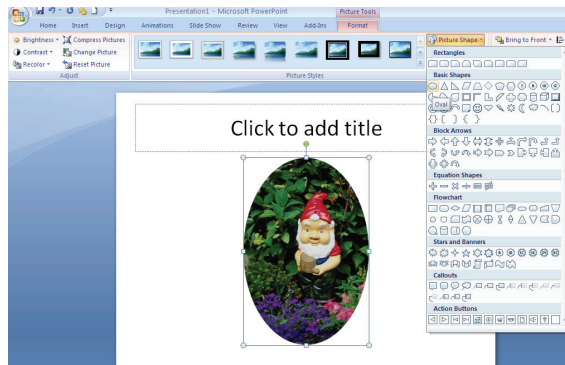 Presentation1 - Microsoft PowerPoint
Picture Tools
Home Insert Design Animations Slide Show Review View Add-Ins Format
Brightness Compress Pictures
Contrast Change Picture
Recolor Reset Picture
Adjust
Picture Styles
Picture Shape Bring to Front
Rectangles
Basic Shapes
Oval
Block Arrows
Equation Shapes
Flowchart
Stars and Banners
Callouts
Action Buttons
Click to add title